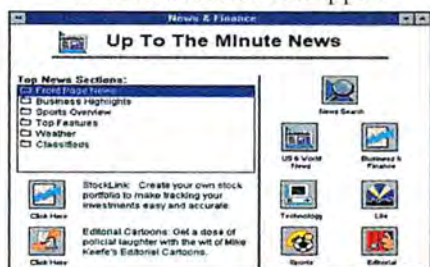 News & Finance
Up To The Minute News
Top News Sections:
Front Page News
Business Highlights
Sports Overview
Top Features
Weather
Classifieds
StockLink: Create your own stock
portfolio to make tracking your
investments easy and accurate.
Click Here
Editorial Cartoons: Get a dose of
policial laughter with the wit of Mike
Keefe's Editorial Cartoons.
Click Here
News Search
US & World
News
Business &
Finance
Technology
Life
Sports
Editorial